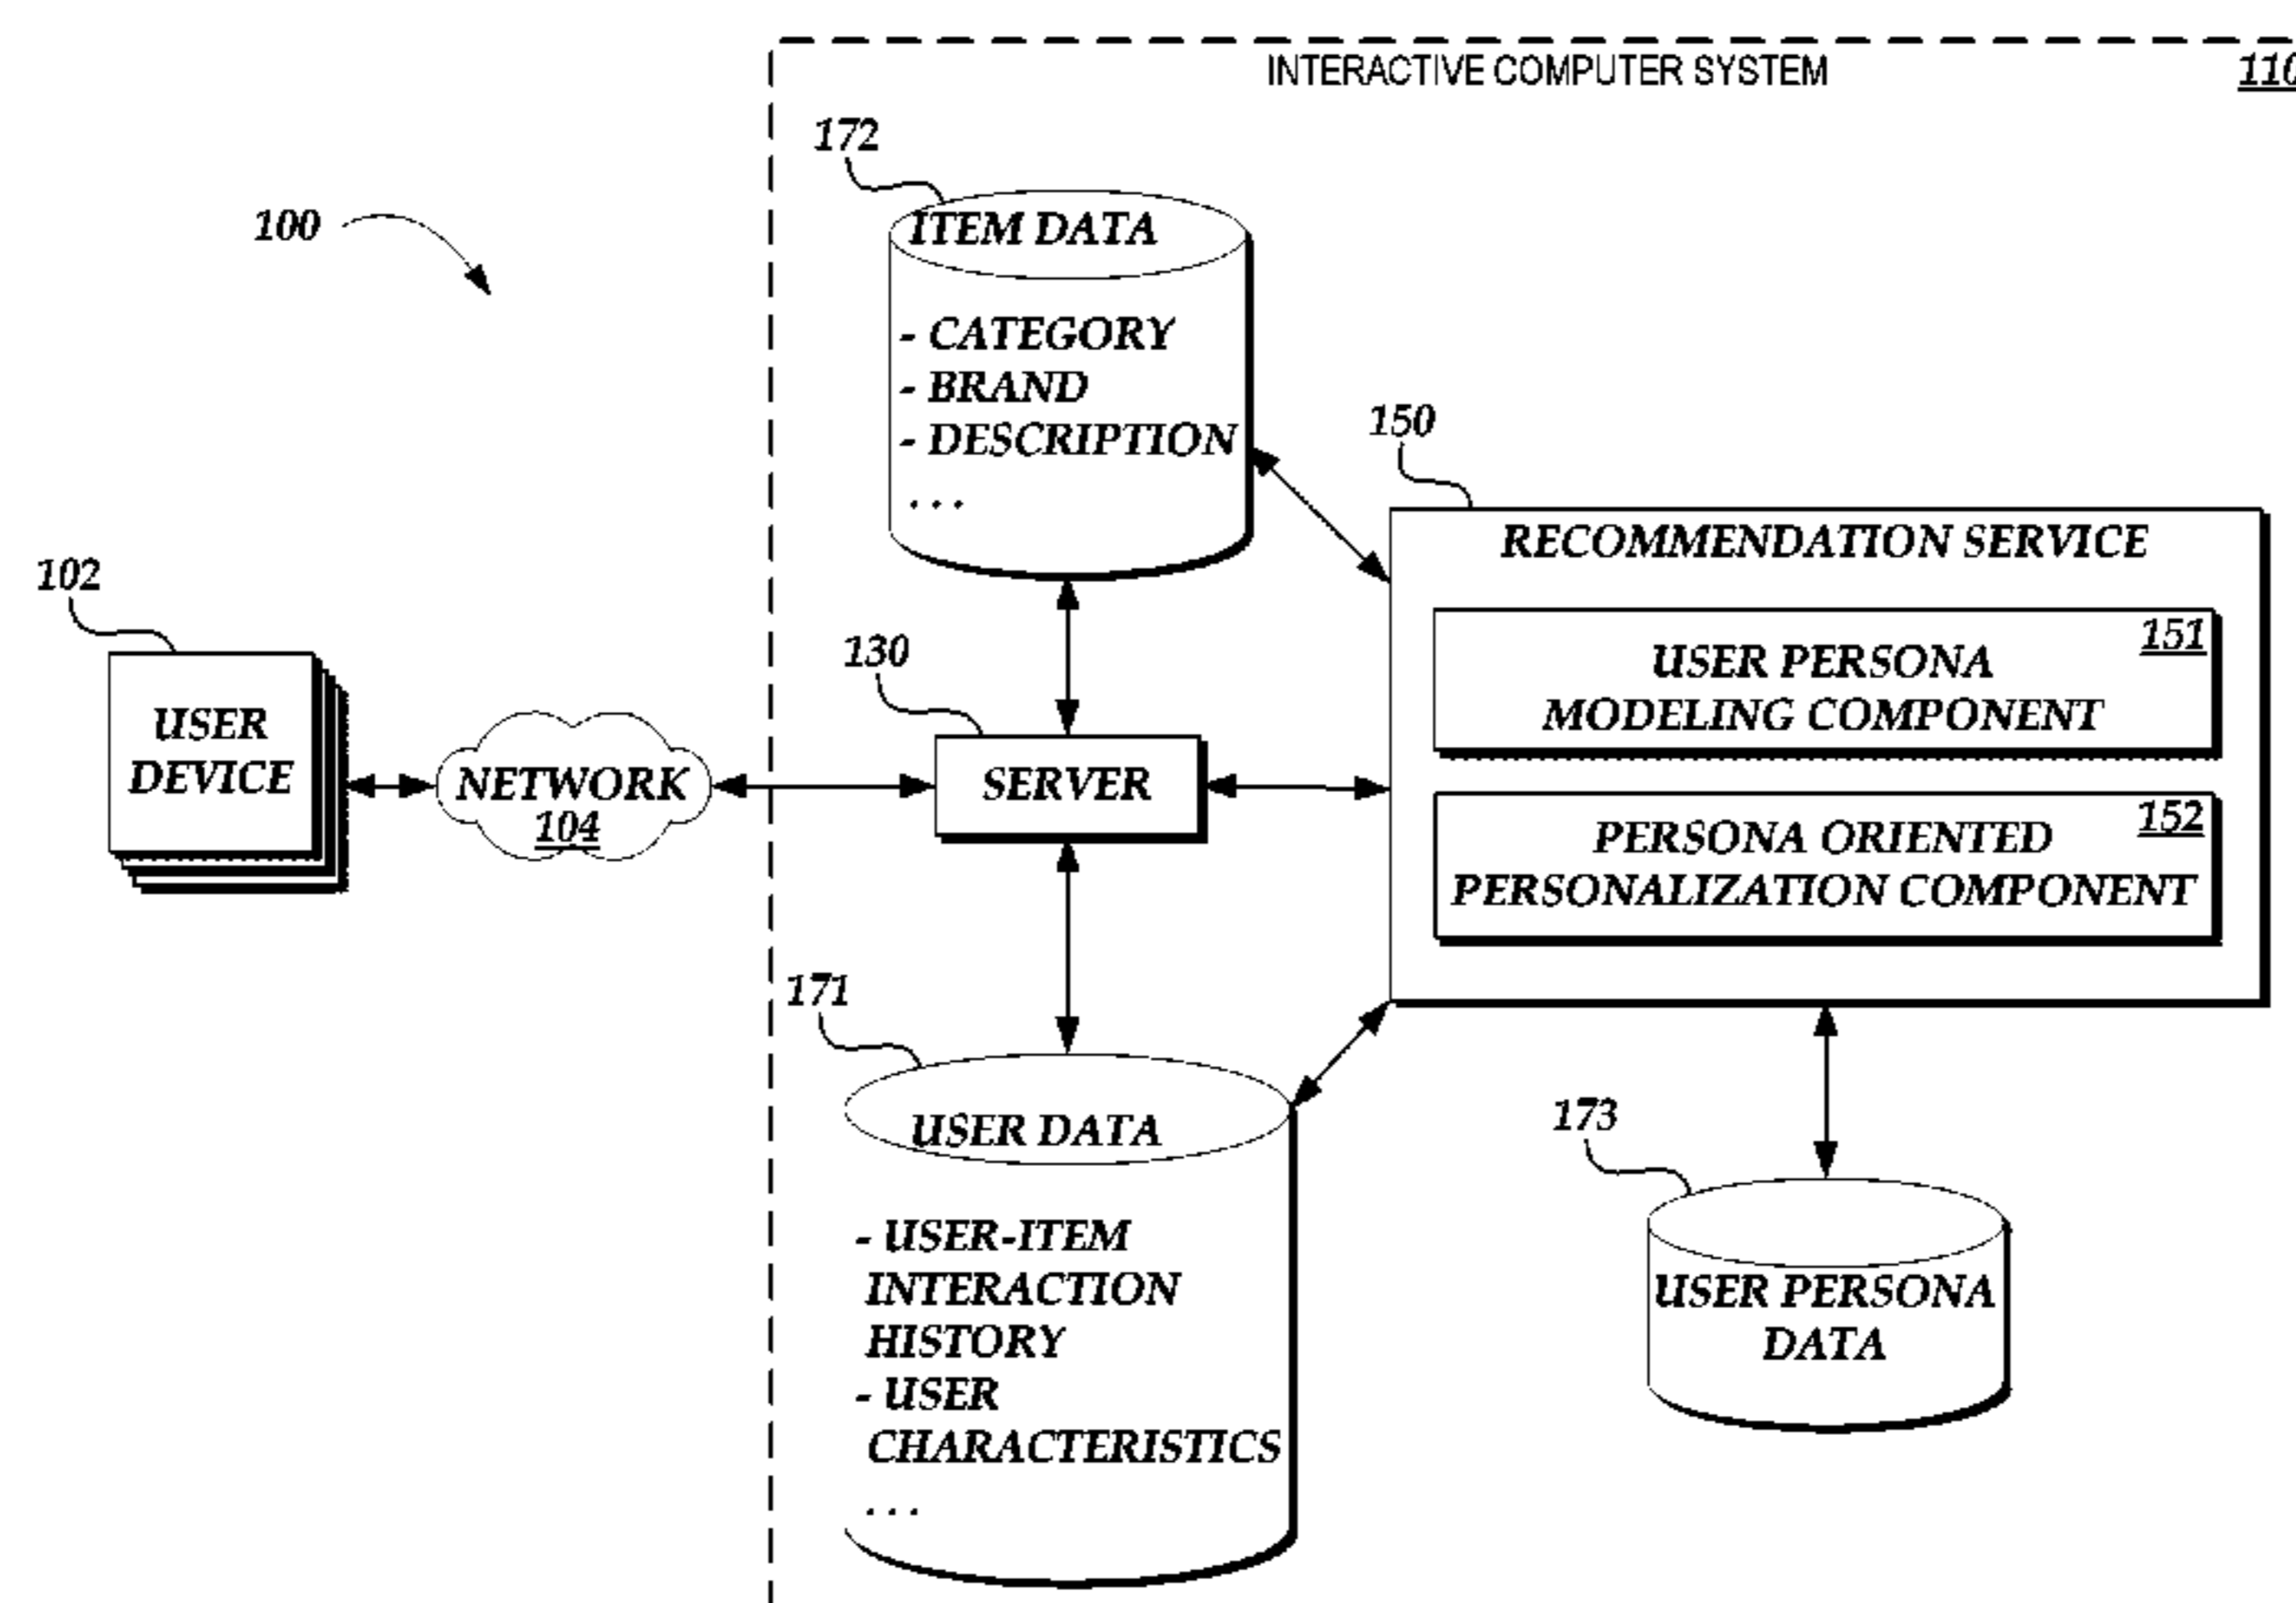 INTERACTIVE COMPUTER SYSTEM
110
172
100
ITEM DATA
- CATEGORY
- BRAND
- DESCRIPTION
. . .
150
RECOMMENDATION SERVICE
151
USER PERSONA
MODELING COMPONENT
152
PERSONA ORIENTED
PERSONALIZATION COMPONENT
102
USER
DEVICE
NETWORK
104
130
SERVER
171
USER DATA
- USER-ITEM
INTERACTION
HISTORY
- USER
CHARACTERISTICS
. . .
173
USER PERSONA
DATA